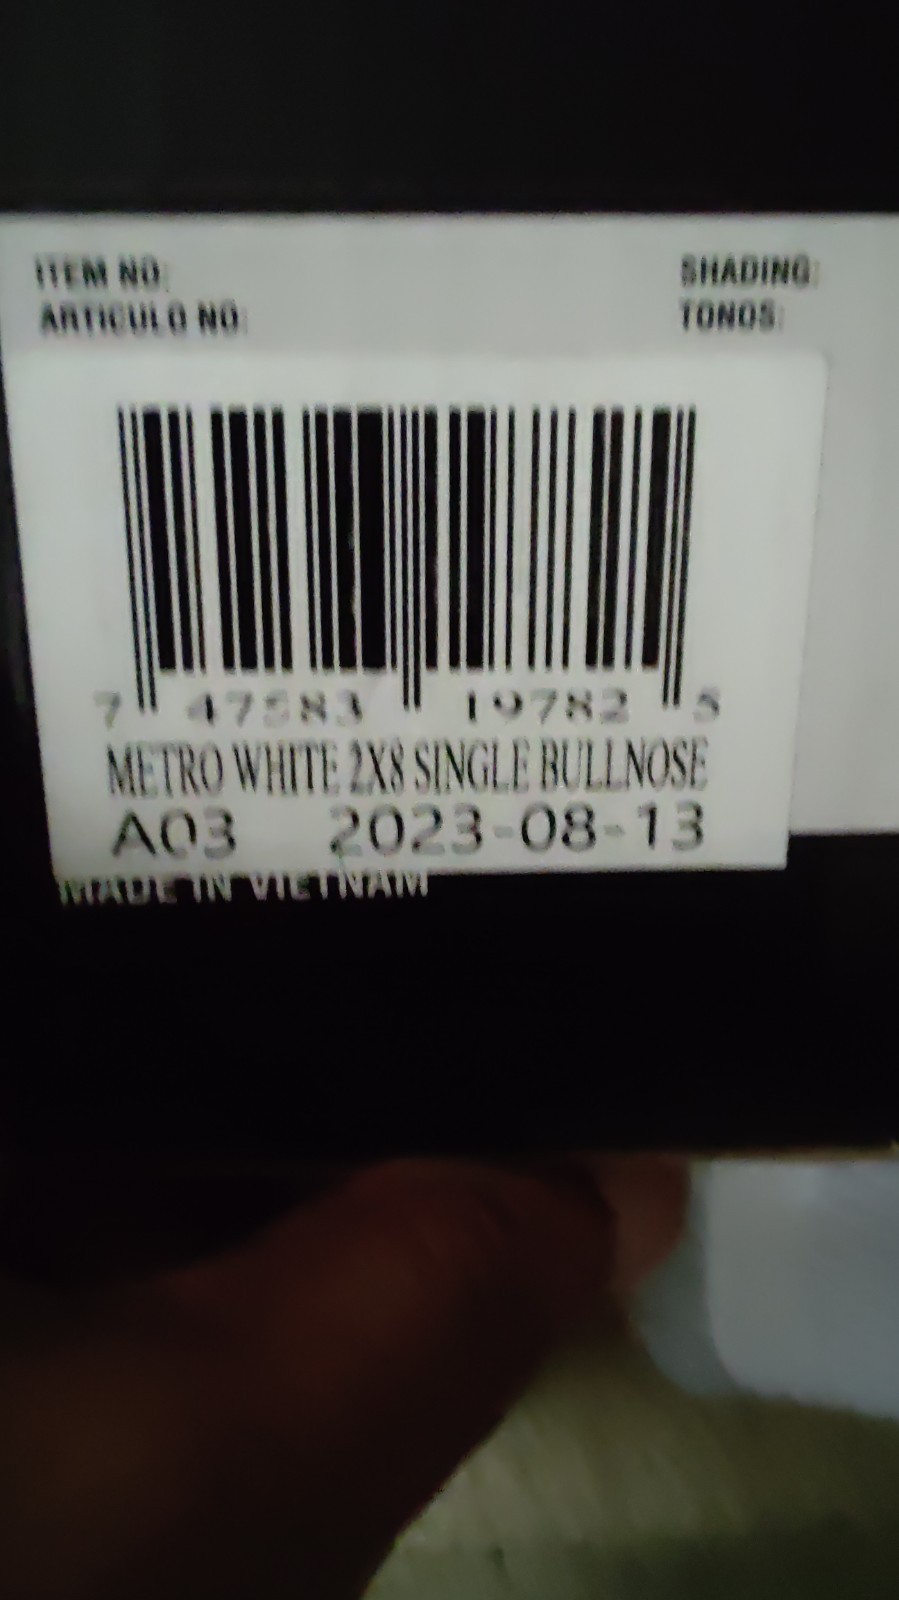 ITEM NO:
ARTICULO NO:
SHADING:
TONOS:
7 47583 19782 5
METRO WHITE 2X8 SINGLE BULLNOSE
A03 2023-08-13
MADE IN VIETNAM